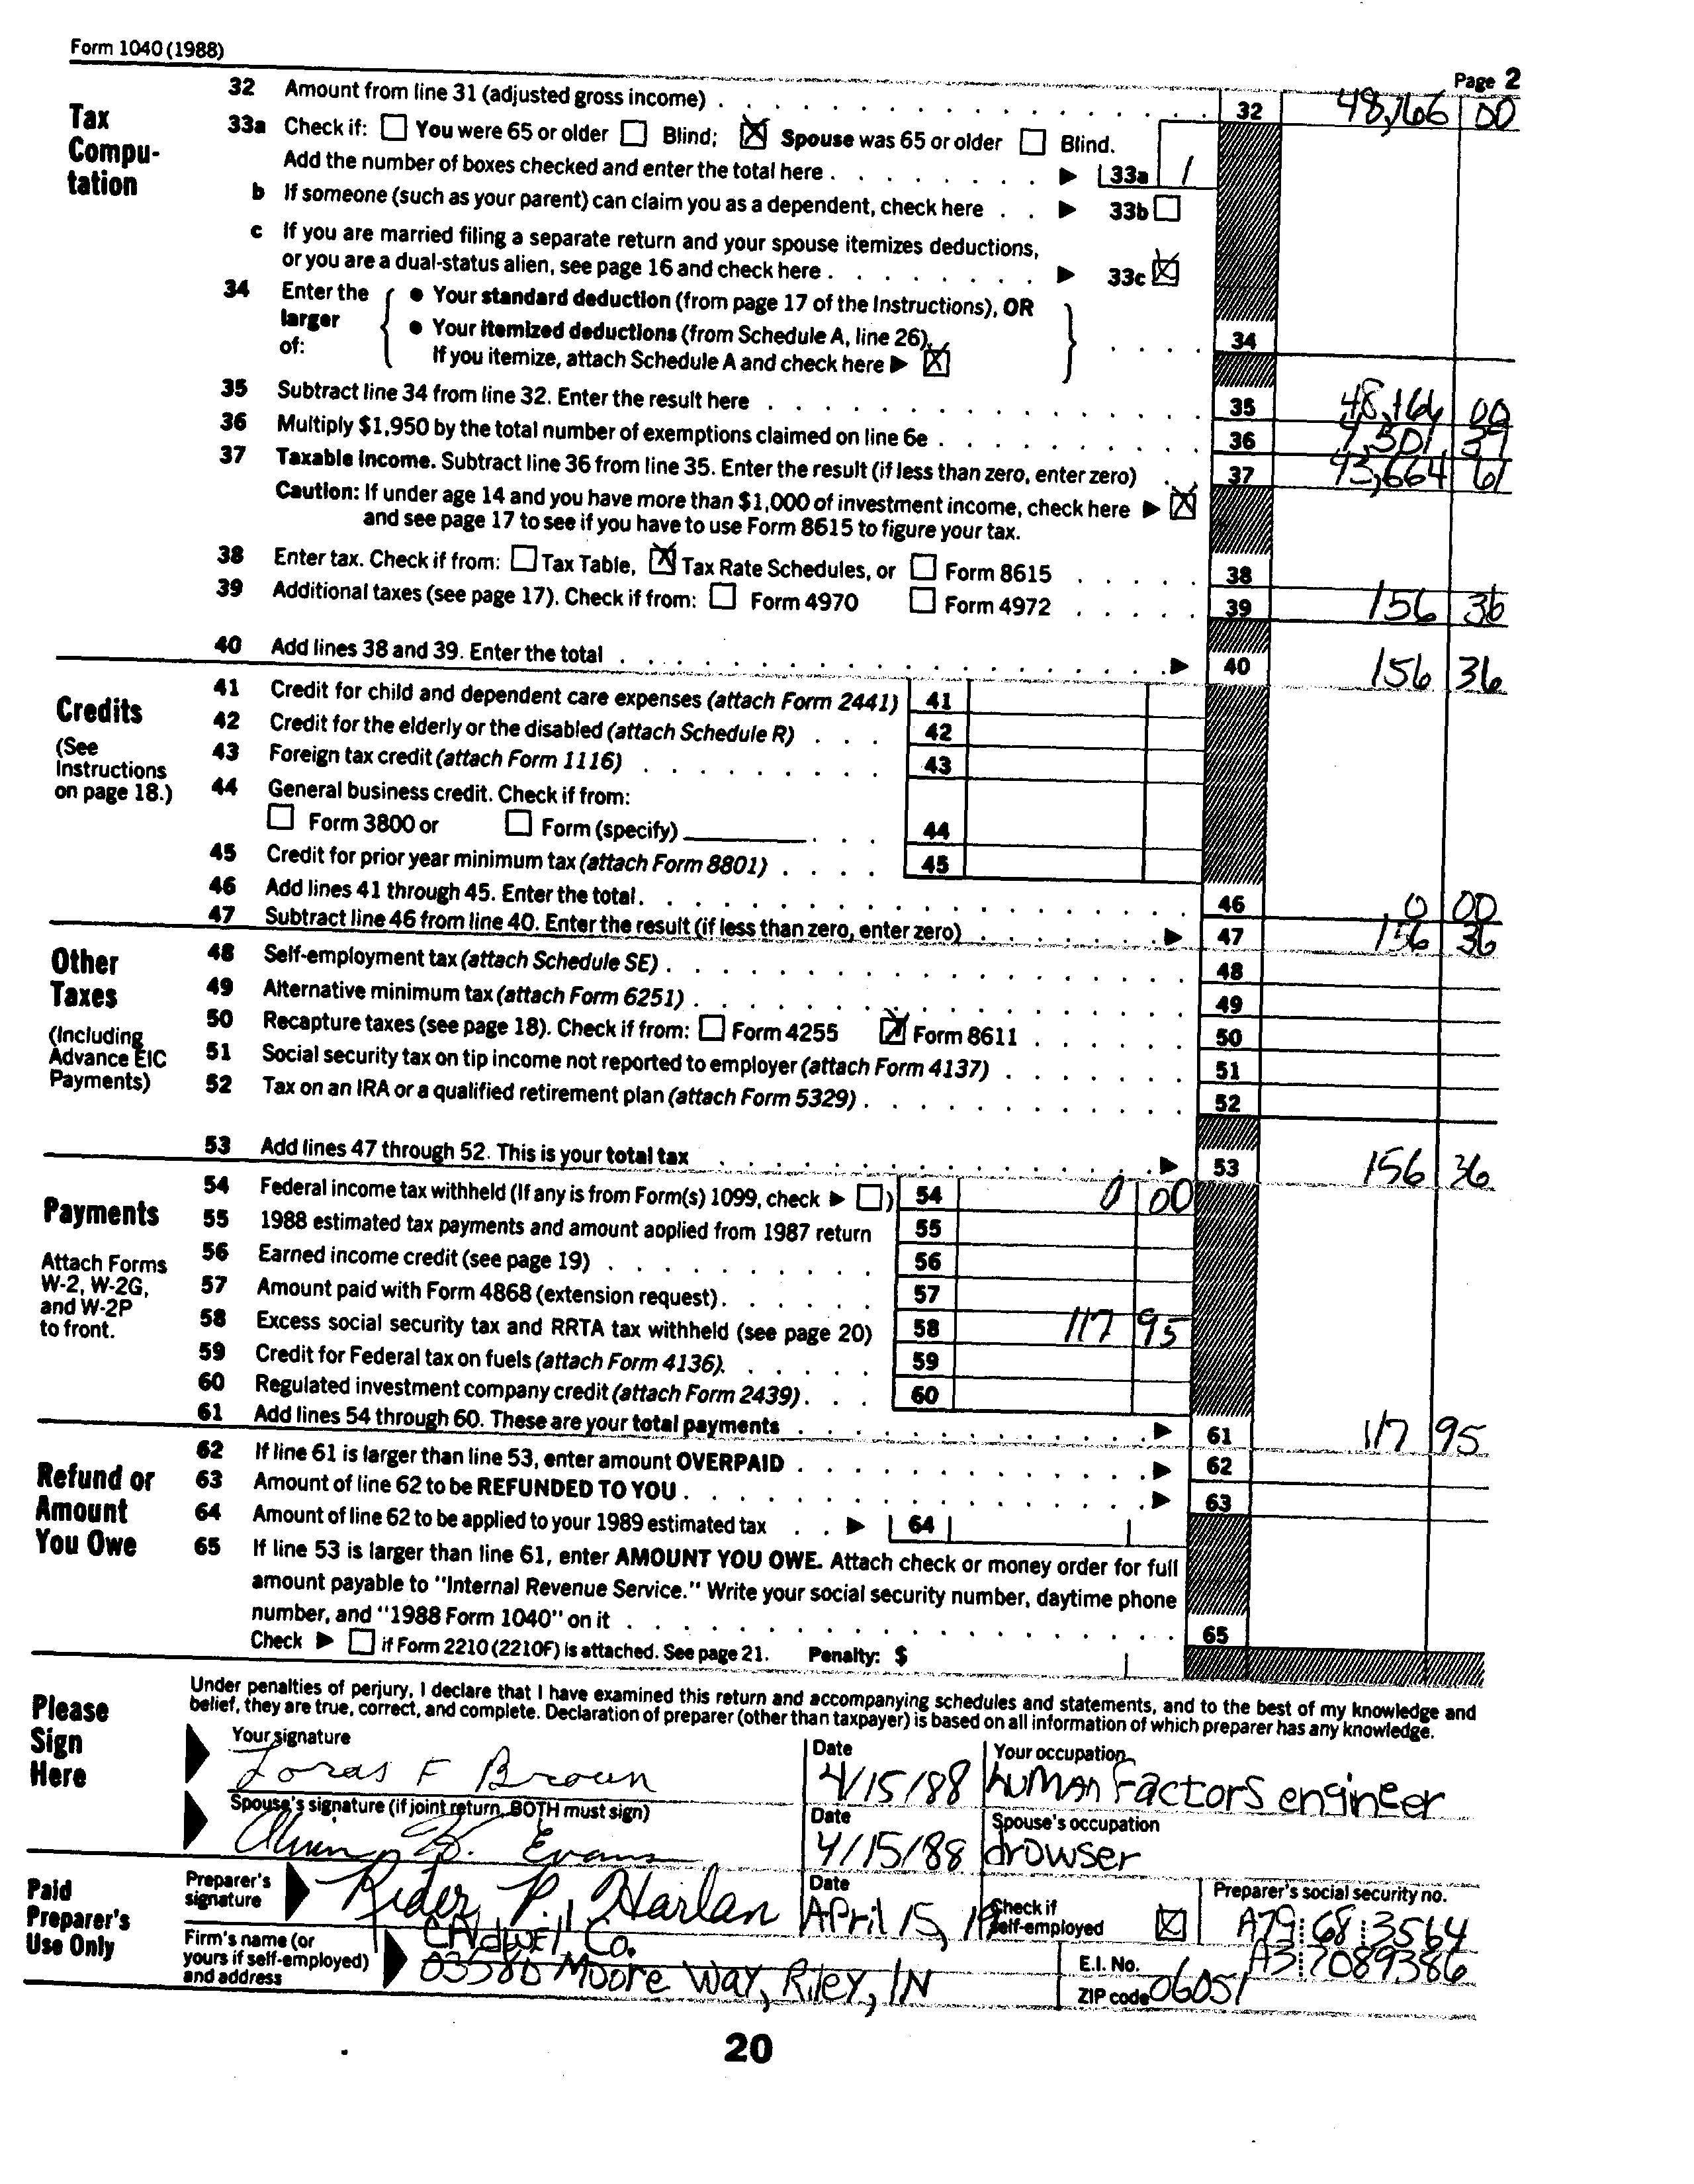 Form 1040 (1988)
Page 2
Tax Compu-tation
32 Amount from line 31 (adjusted gross income) 32 48,166 00
33a Check if: You were 65 or older Blind; Spouse was 65 or older Blind.
Add the number of boxes checked and enter the total here 33a 1
b If someone (such as your parent) can claim you as a dependent, check here 33b
c If you are married filing a separate return and your spouse itemizes deductions,
or you are a dual-status alien, see page 16 and check here 33c
34 Enter the larger of:
• Your standard deduction (from page 17 of the Instructions), OR
• Your itemized deductions (from Schedule A, line 26).
If you itemize, attach Schedule A and check here 34
35 Subtract line 34 from line 32. Enter the result here 35 48,166 00
36 Multiply $1,950 by the total number of exemptions claimed on line 6e 36 4,501 39
37 Taxable income. Subtract line 36 from line 35. Enter the result (if less than zero, enter zero) 37 43,664 61
Caution: If under age 14 and you have more than $1,000 of investment income, check here
and see page 17 to see if you have to use Form 8615 to figure your tax.
38 Enter tax. Check if from: Tax Table, Tax Rate Schedules, or Form 8615 38
39 Additional taxes (see page 17). Check if from: Form 4970 Form 4972 39 156 36
40 Add lines 38 and 39. Enter the total 40 156 36
Credits
(See Instructions on page 18.)
41 Credit for child and dependent care expenses (attach Form 2441) 41
42 Credit for the elderly or the disabled (attach Schedule R) 42
43 Foreign tax credit (attach Form 1116) 43
44 General business credit. Check if from:
Form 3800 or Form (specify) 44
45 Credit for prior year minimum tax (attach Form 8801) 45
46 Add lines 41 through 45. Enter the total 46 0 00
47 Subtract line 46 from line 40. Enter the result (if less than zero, enter zero) 47 156 36
Other Taxes
(Including Advance EIC Payments)
48 Self-employment tax (attach Schedule SE) 48
49 Alternative minimum tax (attach Form 6251) 49
50 Recapture taxes (see page 18). Check if from: Form 4255 Form 8611 50
51 Social security tax on tip income not reported to employer (attach Form 4137) 51
52 Tax on an IRA or a qualified retirement plan (attach Form 5329) 52
53 Add lines 47 through 52. This is your total tax 53 156 36
Payments
Attach Forms W-2, W-2G, and W-2P to front.
54 Federal income tax withheld (If any is from Form(s) 1099, check ) 54 0 00
55 1988 estimated tax payments and amount applied from 1987 return 55
56 Earned income credit (see page 19) 56
57 Amount paid with Form 4868 (extension request) 57
58 Excess social security tax and RRTA tax withheld (see page 20) 58 117 95
59 Credit for Federal tax on fuels (attach Form 4136) 59
60 Regulated investment company credit (attach Form 2439) 60
61 Add lines 54 through 60. These are your total payments 61 117 95
Refund or Amount You Owe
62 If line 61 is larger than line 53, enter amount OVERPAID 62
63 Amount of line 62 to be REFUNDED TO YOU 63
64 Amount of line 62 to be applied to your 1989 estimated tax 64
65 If line 53 is larger than line 61, enter AMOUNT YOU OWE. Attach check or money order for full
amount payable to "Internal Revenue Service." Write your social security number, daytime phone
number, and "1988 Form 1040" on it 65
Check if Form 2210 (2210F) is attached. See page 21. Penalty: $
Please Sign Here
Under penalties of perjury, I declare that I have examined this return and accompanying schedules and statements, and to the best of my knowledge and
belief, they are true, correct, and complete. Declaration of preparer (other than taxpayer) is based on all information of which preparer has any knowledge.
Your signature Date Your occupation
Loras F Broun 4/15/88 human Factors engineer
Spouse's signature (if joint return, BOTH must sign) Date Spouse's occupation
Evans 4/15/88 drowser
Paid Preparer's Use Only
Preparer's signature Date Check if self-employed Preparer's social security no.
Rider P. Harlan April 15, 19 A79 68 3564
Firm's name (or yours if self-employed) and address
Caldwell Co. E.I. No. A3 7089386
03580 Moore Way, Riley, IN ZIP code 06051
20